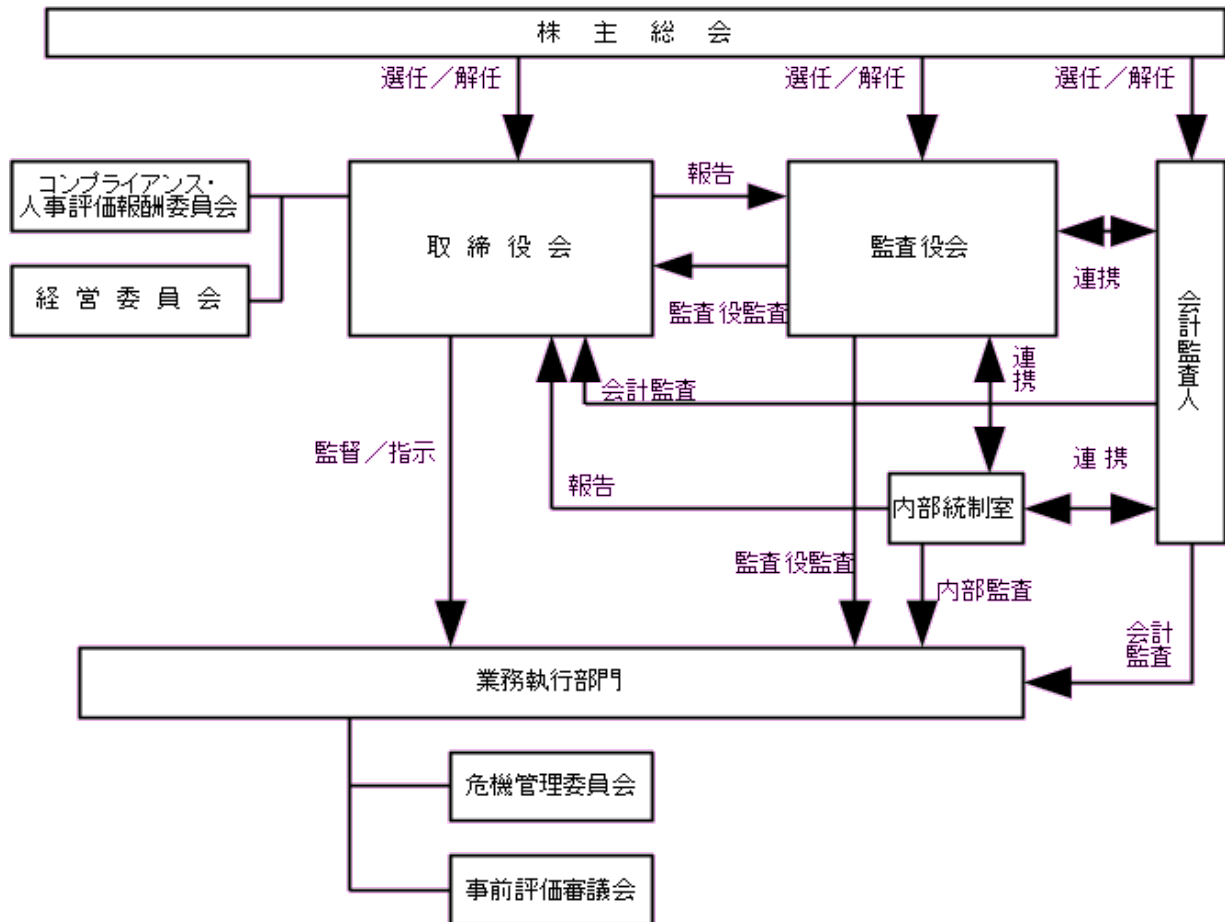 株主総会
選任／解任
選任／解任
選任／解任
コンプライアンス・
人事評価報酬委員会
経営委員会
取締役会
報告
監査役監査
監査役会
連携
会計監査人
連
携
会計監査
監督／指示
報告
内部統制室
連携
監査役監査
内部監査
会計
監査
業務執行部門
危機管理委員会
事前評価審議会